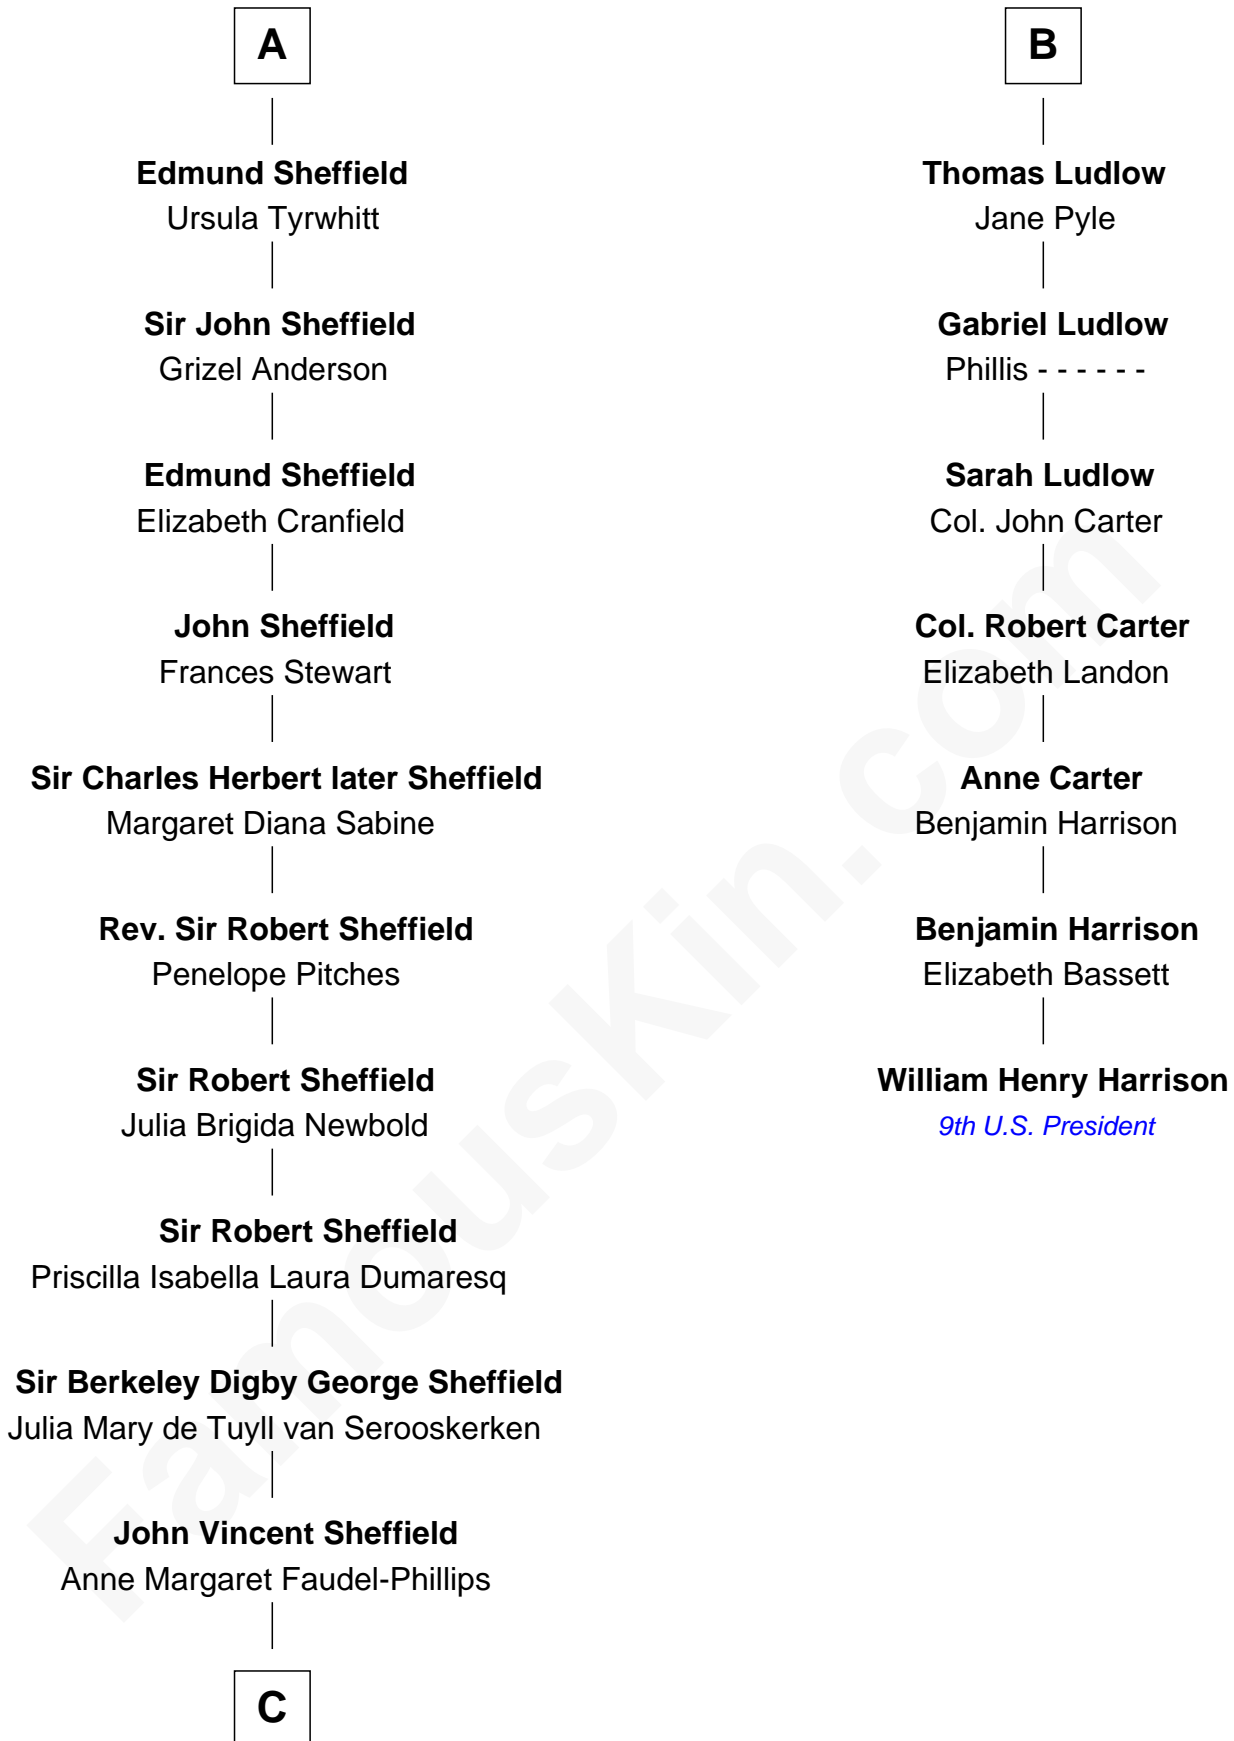 A
Edmund Sheffield
Ursula Tyrwhitt
Sir John Sheffield
Grizel Anderson
Edmund Sheffield
Elizabeth Cranfield
John Sheffield
Frances Stewart
Sir Charles Herbert later Sheffield
Margaret Diana Sabine
Rev. Sir Robert Sheffield
Penelope Pitches
Sir Robert Sheffield
Julia Brigida Newbold
Sir Robert Sheffield
Priscilla Isabella Laura Dumaresq
Sir Berkeley Digby George Sheffield
Julia Mary de Tuyll van Serooskerken
John Vincent Sheffield
Anne Margaret Faudel-Phillips
C
B
Thomas Ludlow
Jane Pyle
Gabriel Ludlow
Phillis - - - - - -
Sarah Ludlow
Col. John Carter
Col. Robert Carter
Elizabeth Landon
Anne Carter
Benjamin Harrison
Benjamin Harrison
Elizabeth Bassett
William Henry Harrison
9th U.S. President
FamousKin.com